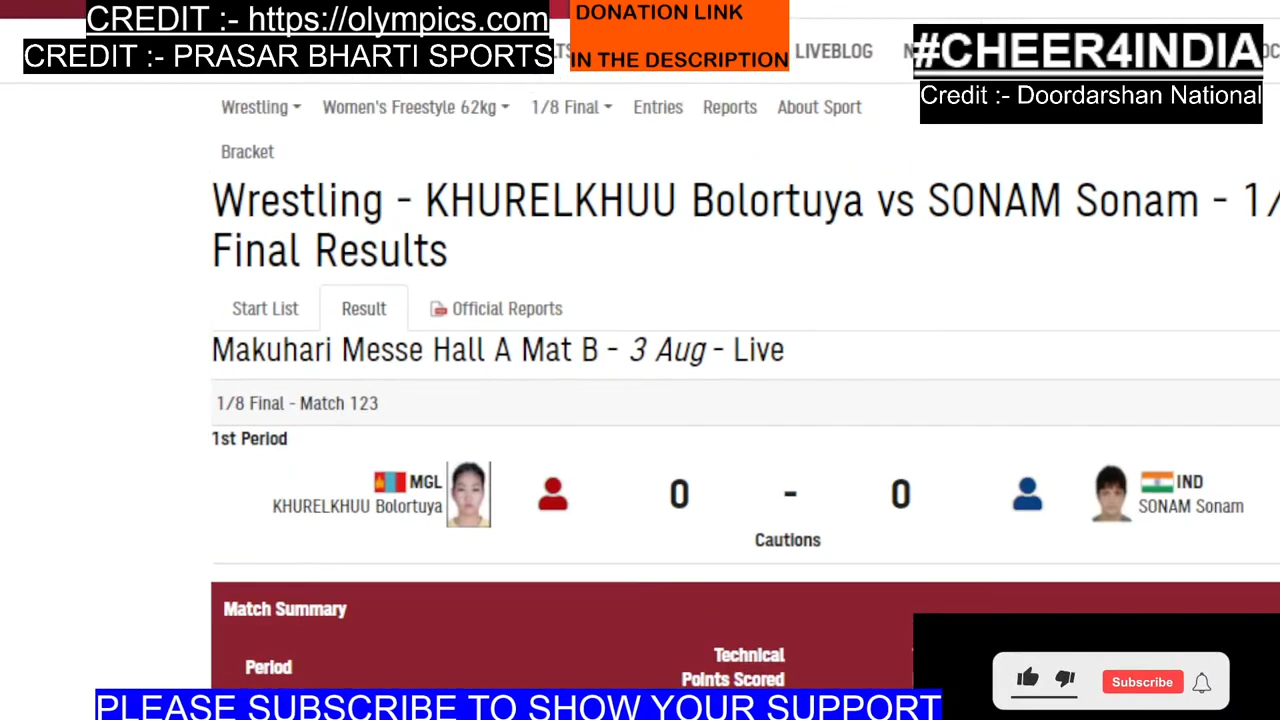 CREDIT :- https://olympics.com
CREDIT :- PRASAR BHARTI SPORTS
DONATION LINK
IN THE DESCRIPTION
LIVEBLOG
#CHEER4INDIA
Credit :- Doordarshan National
Wrestling Women's Freestyle 62kg 1/8 Final Entries Reports About Sport
Bracket
Wrestling - KHURELKHUU Bolortuya vs SONAM Sonam - 1/
Final Results
Start List Result Official Reports
Makuhari Messe Hall A Mat B - 3 Aug - Live
1/8 Final - Match 123
1st Period
MGL
KHURELKHUU Bolortuya
0 - 0
IND
SONAM Sonam
Cautions
Match Summary
Period
Technical
Points Scored
Subscribe
PLEASE SUBSCRIBE TO SHOW YOUR SUPPORT